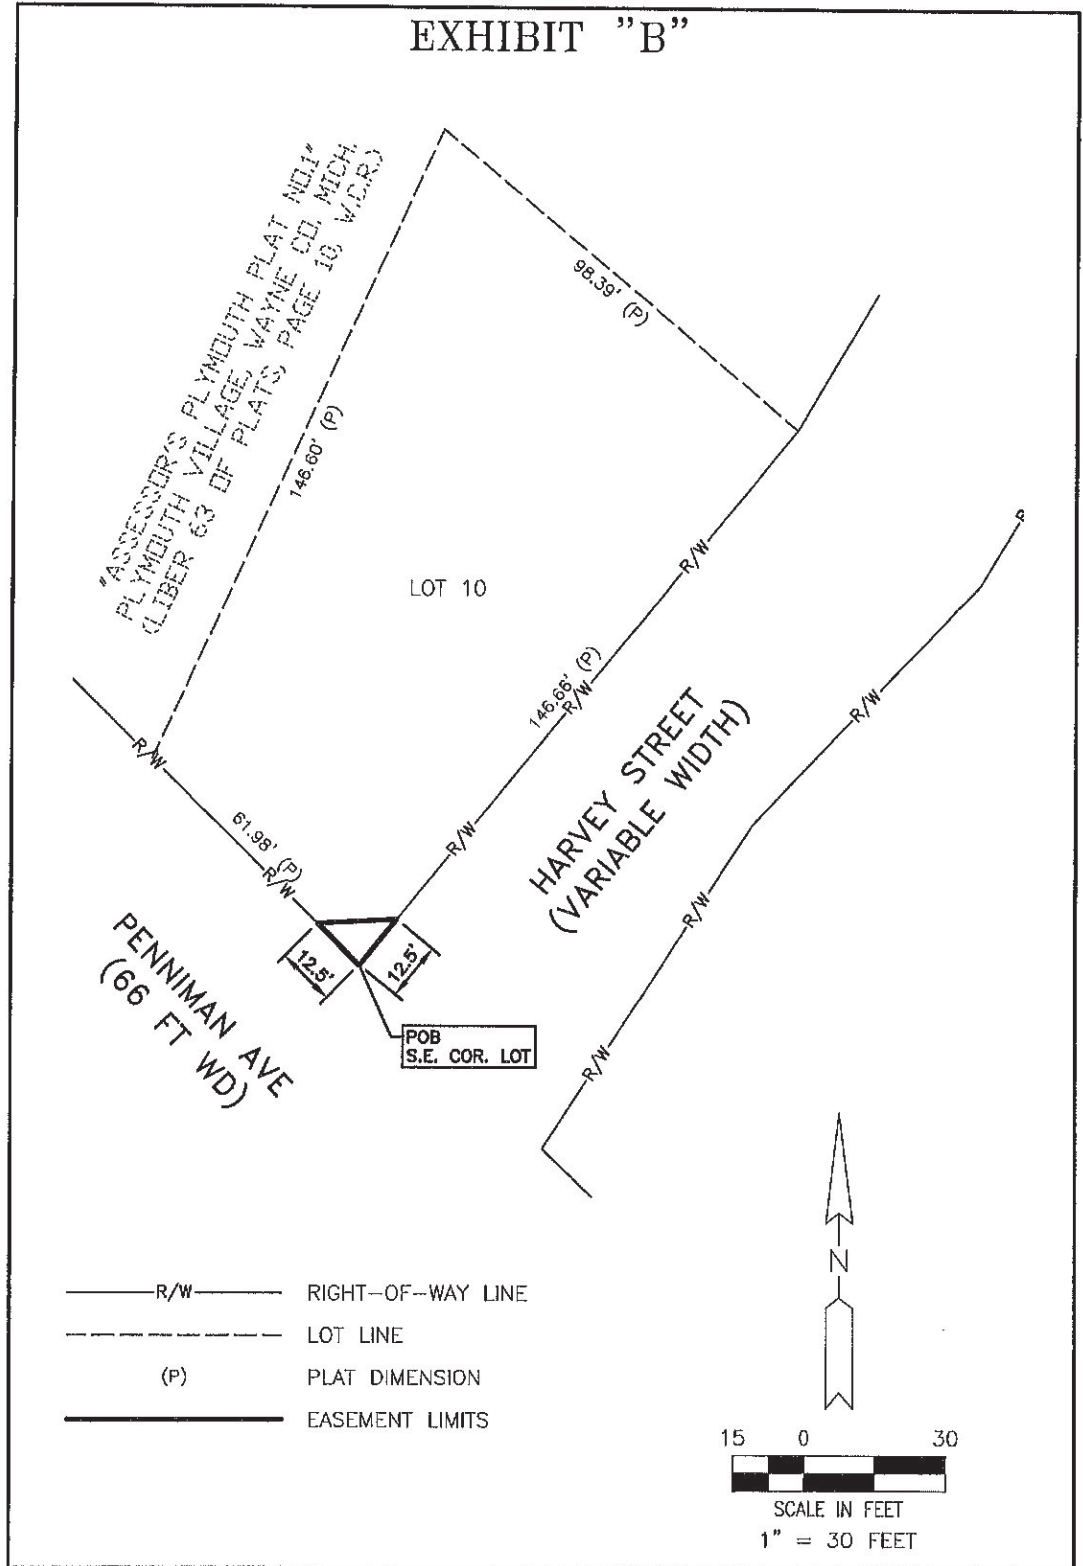 EXHIBIT "B"
"ASSESSOR'S PLYMOUTH PLAT NO.1"
PLYMOUTH VILLAGE, WAYNE CO, MICH.
(LIBER 63 OF PLATS, PAGE 10, W.C.R.)
98.39' (P)
146.60' (P)
R/W
LOT 10
R/W
146.66' (P)
R/W
HARVEY STREET
(VARIABLE WIDTH)
R/W
R/W
61.98' (P)
R/W
R/W
R/W
PENNIMAN AVE
(66 FT WD)
12.5'
12.5'
POB
S.E. COR. LOT
R/W
N
R/W RIGHT-OF-WAY LINE
LOT LINE
(P) PLAT DIMENSION
EASEMENT LIMITS
15 0 30
SCALE IN FEET
1" = 30 FEET